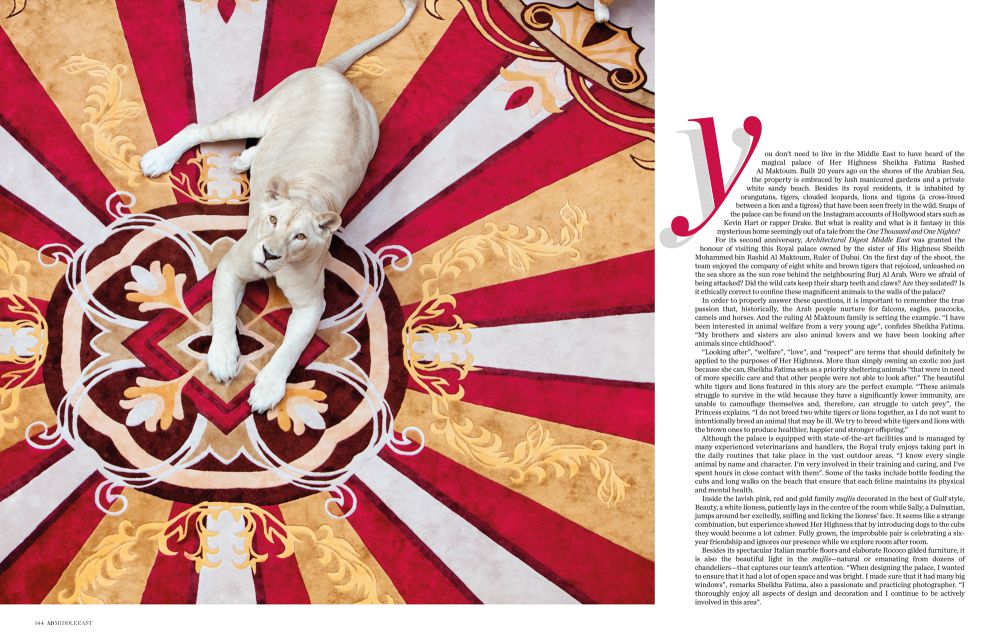 y
ou don't need to live in the Middle East to have heard of the
magical palace of Her Highness Sheikha Fatima Rashed
Al Maktoum. Built 20 years ago on the shores of the Arabian Sea,
the property is embraced by lush manicured gardens and a private
white sandy beach. Besides its royal residents, it is inhabited by
orangutans, tigers, clouded leopards, lions and tigons (a cross-breed
between a lion and a tigress) that have been seen freely in the wild. Snaps of
the palace can be found on the Instagram accounts of Hollywood stars such as
Kevin Hart or rapper Drake. But what is reality and what is it fantasy in this
mysterious home seemingly out of a tale from the One Thousand and One Nights?
For its second anniversary, Architectural Digest Middle East was granted the
honour of visiting this Royal palace owned by the sister of His Highness Sheikh
Mohammed bin Rashid Al Maktoum, Ruler of Dubai. On the first day of the shoot, the
team enjoyed the company of eight white and brown tigers that rejoiced, unleashed on
the sea shore as the sun rose behind the neighbouring Burj Al Arab. Were we afraid of
being attacked? Did the wild cats keep their sharp teeth and claws? Are they sedated? Is
it ethically correct to confine these magnificent animals to the walls of the palace?
In order to properly answer these questions, it is important to remember the true
passion that, historically, the Arab people nurture for falcons, eagles, peacocks,
camels and horses. And the ruling Al Maktoum family is setting the example. "I have
been interested in animal welfare from a very young age", confides Sheikha Fatima.
"My brothers and sisters are also animal lovers and we have been looking after
animals since childhood".
"Looking after", "welfare", "love", and "respect" are terms that should definitely be
applied to the purposes of Her Highness. More than simply owning an exotic zoo just
because she can, Sheikha Fatima sets as a priority sheltering animals "that were in need
of more specific care and that other people were not able to look after." The beautiful
white tigers and lions featured in this story are the perfect example. "These animals
struggle to survive in the wild because they have a significantly lower immunity, are
unable to camouflage themselves and, therefore, can struggle to catch prey", the
Princess explains. "I do not breed two white tigers or lions together, as I do not want to
intentionally breed an animal that may be ill. We try to breed white tigers and lions with
the brown ones to produce healthier, happier and stronger offspring."
Although the palace is equipped with state-of-the-art facilities and is managed by
many experienced veterinarians and handlers, the Royal truly enjoys taking part in
the daily routines that take place in the vast outdoor areas. "I know every single
animal by name and character. I'm very involved in their training and caring, and I've
spent hours in close contact with them". Some of the tasks include bottle feeding the
cubs and long walks on the beach that ensure that each feline maintains its physical
and mental health.
Inside the lavish pink, red and gold family majlis decorated in the best of Gulf style,
Beauty, a white lioness, patiently lays in the centre of the room while Sally, a Dalmatian,
jumps around her excitedly, sniffing and licking the lioness' face. It seems like a strange
combination, but experience showed Her Highness that by introducing dogs to the cubs
they would become a lot calmer. Fully grown, the improbable pair is celebrating a six-
year friendship and ignores our presence while we explore room after room.
Besides its spectacular Italian marble floors and elaborate Rococo gilded furniture, it
is also the beautiful light in the majlis—natural or emanating from dozens of
chandeliers—that captures our team's attention. "When designing the palace, I wanted
to ensure that it had a lot of open space and was bright. I made sure that it had many big
windows", remarks Sheikha Fatima, also a passionate and practicing photographer. "I
thoroughly enjoy all aspects of design and decoration and I continue to be actively
involved in this area".
144 ADMIDDLEEAST